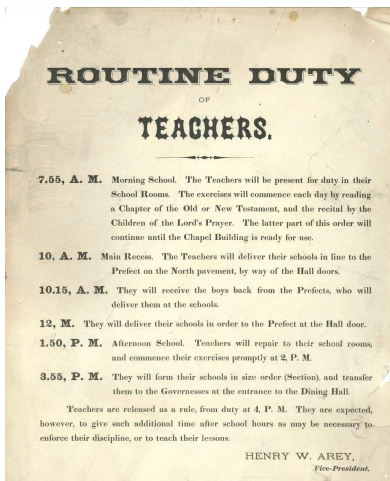 ROUTINE DUTY
OF
TEACHERS.
7.55, A. M. Morning School. The Teachers will be present for duty in their
School Rooms. The exercises will commence each day by reading
a Chapter of the Old or New Testament, and the recital by the
Children of the Lord's Prayer. The latter part of this order will
continue until the Chapel Building is ready for use.
10, A. M. Main Recess. The Teachers will deliver their schools in line to the
Prefect on the North pavement, by way of the Hall doors.
10.15, A. M. They will receive the boys back from the Prefects, who will
deliver them at the schools.
12, M. They will deliver their schools in order to the Prefect at the Hall door.
1.50, P. M. Afternoon School. Teachers will repair to their school rooms,
and commence their exercises promptly at 2, P. M.
3.55, P. M. They will form their schools in size order (Section), and transfer
them to the Governesses at the entrance to the Dining Hall.
Teachers are released as a rule, from duty at 4, P. M. They are expected,
however, to give such additional time after school hours as may be necessary to
enforce their discipline, or to teach their lessons.
HENRY W. AREY,
Vice-President.